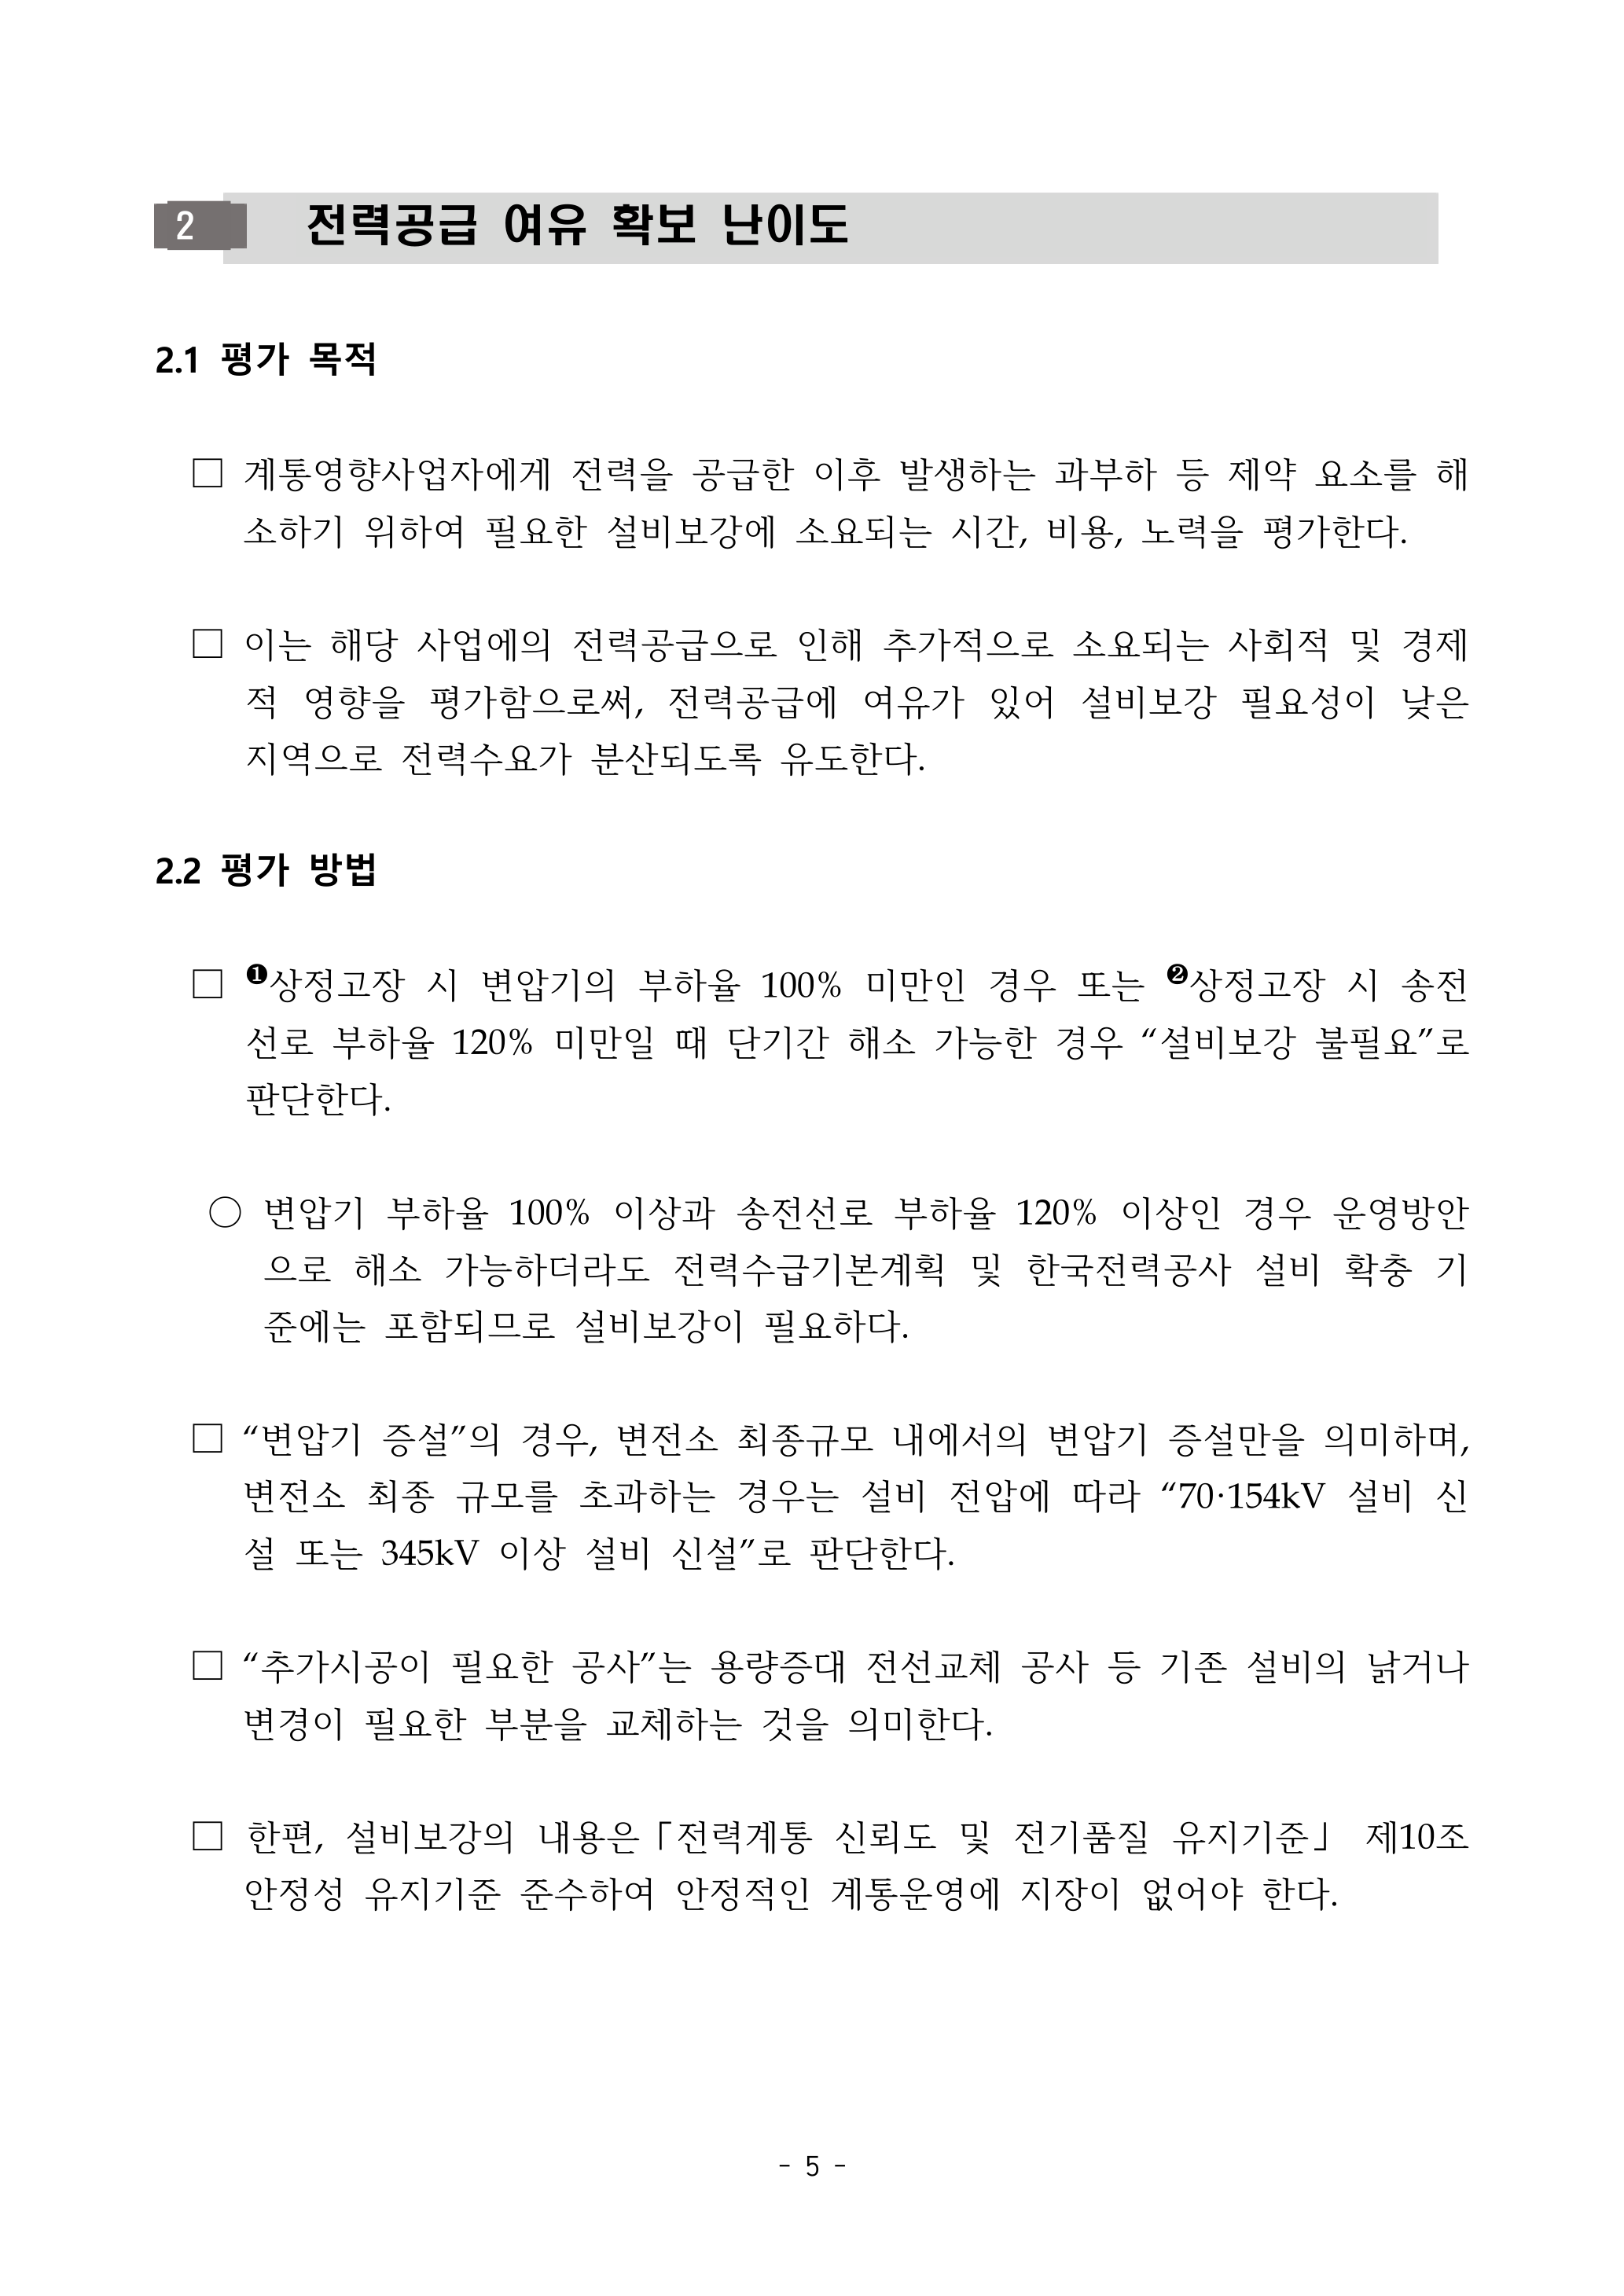 2 전력공급 여유 확보 난이도
2.1 평가 목적
□ 계통영향사업자에게 전력을 공급한 이후 발생하는 과부하 등 제약 요소를 해
소하기 위하여 필요한 설비보강에 소요되는 시간, 비용, 노력을 평가한다.
□ 이는 해당 사업에의 전력공급으로 인해 추가적으로 소요되는 사회적 및 경제
적 영향을 평가함으로써, 전력공급에 여유가 있어 설비보강 필요성이 낮은
지역으로 전력수요가 분산되도록 유도한다.
2.2 평가 방법
□ ❶상정고장 시 변압기의 부하율 100% 미만인 경우 또는 ❷상정고장 시 송전
선로 부하율 120% 미만일 때 단기간 해소 가능한 경우 “설비보강 불필요”로
판단한다.
○ 변압기 부하율 100% 이상과 송전선로 부하율 120% 이상인 경우 운영방안
으로 해소 가능하더라도 전력수급기본계획 및 한국전력공사 설비 확충 기
준에는 포함되므로 설비보강이 필요하다.
□ “변압기 증설”의 경우, 변전소 최종규모 내에서의 변압기 증설만을 의미하며,
변전소 최종 규모를 초과하는 경우는 설비 전압에 따라 “70·154kV 설비 신
설 또는 345kV 이상 설비 신설”로 판단한다.
□ “추가시공이 필요한 공사”는 용량증대 전선교체 공사 등 기존 설비의 낡거나
변경이 필요한 부분을 교체하는 것을 의미한다.
□ 한편, 설비보강의 내용은「전력계통 신뢰도 및 전기품질 유지기준」 제10조
안정성 유지기준 준수하여 안정적인 계통운영에 지장이 없어야 한다.
- 5 -